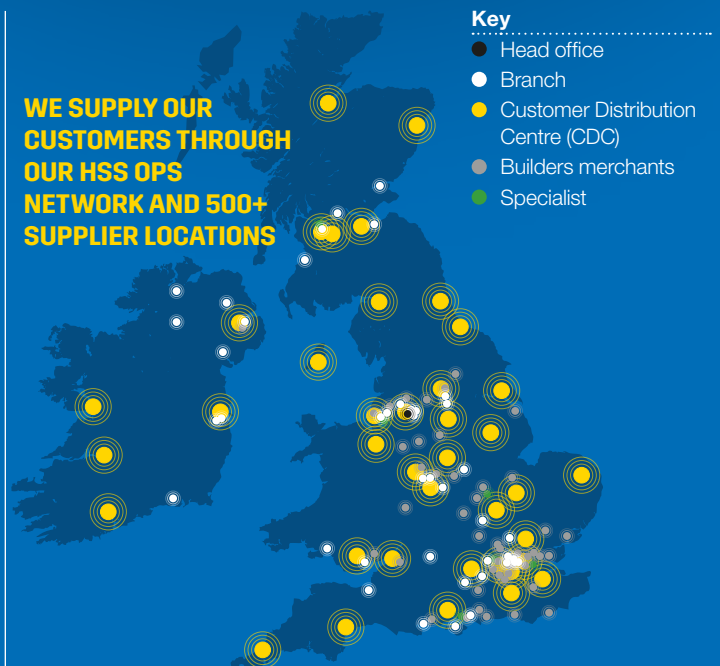 WE SUPPLY OUR
CUSTOMERS THROUGH
OUR HSS OPS
NETWORK AND 500+
SUPPLIER LOCATIONS
Key
Head office
Branch
Customer Distribution
Centre (CDC)
Builders merchants
Specialist